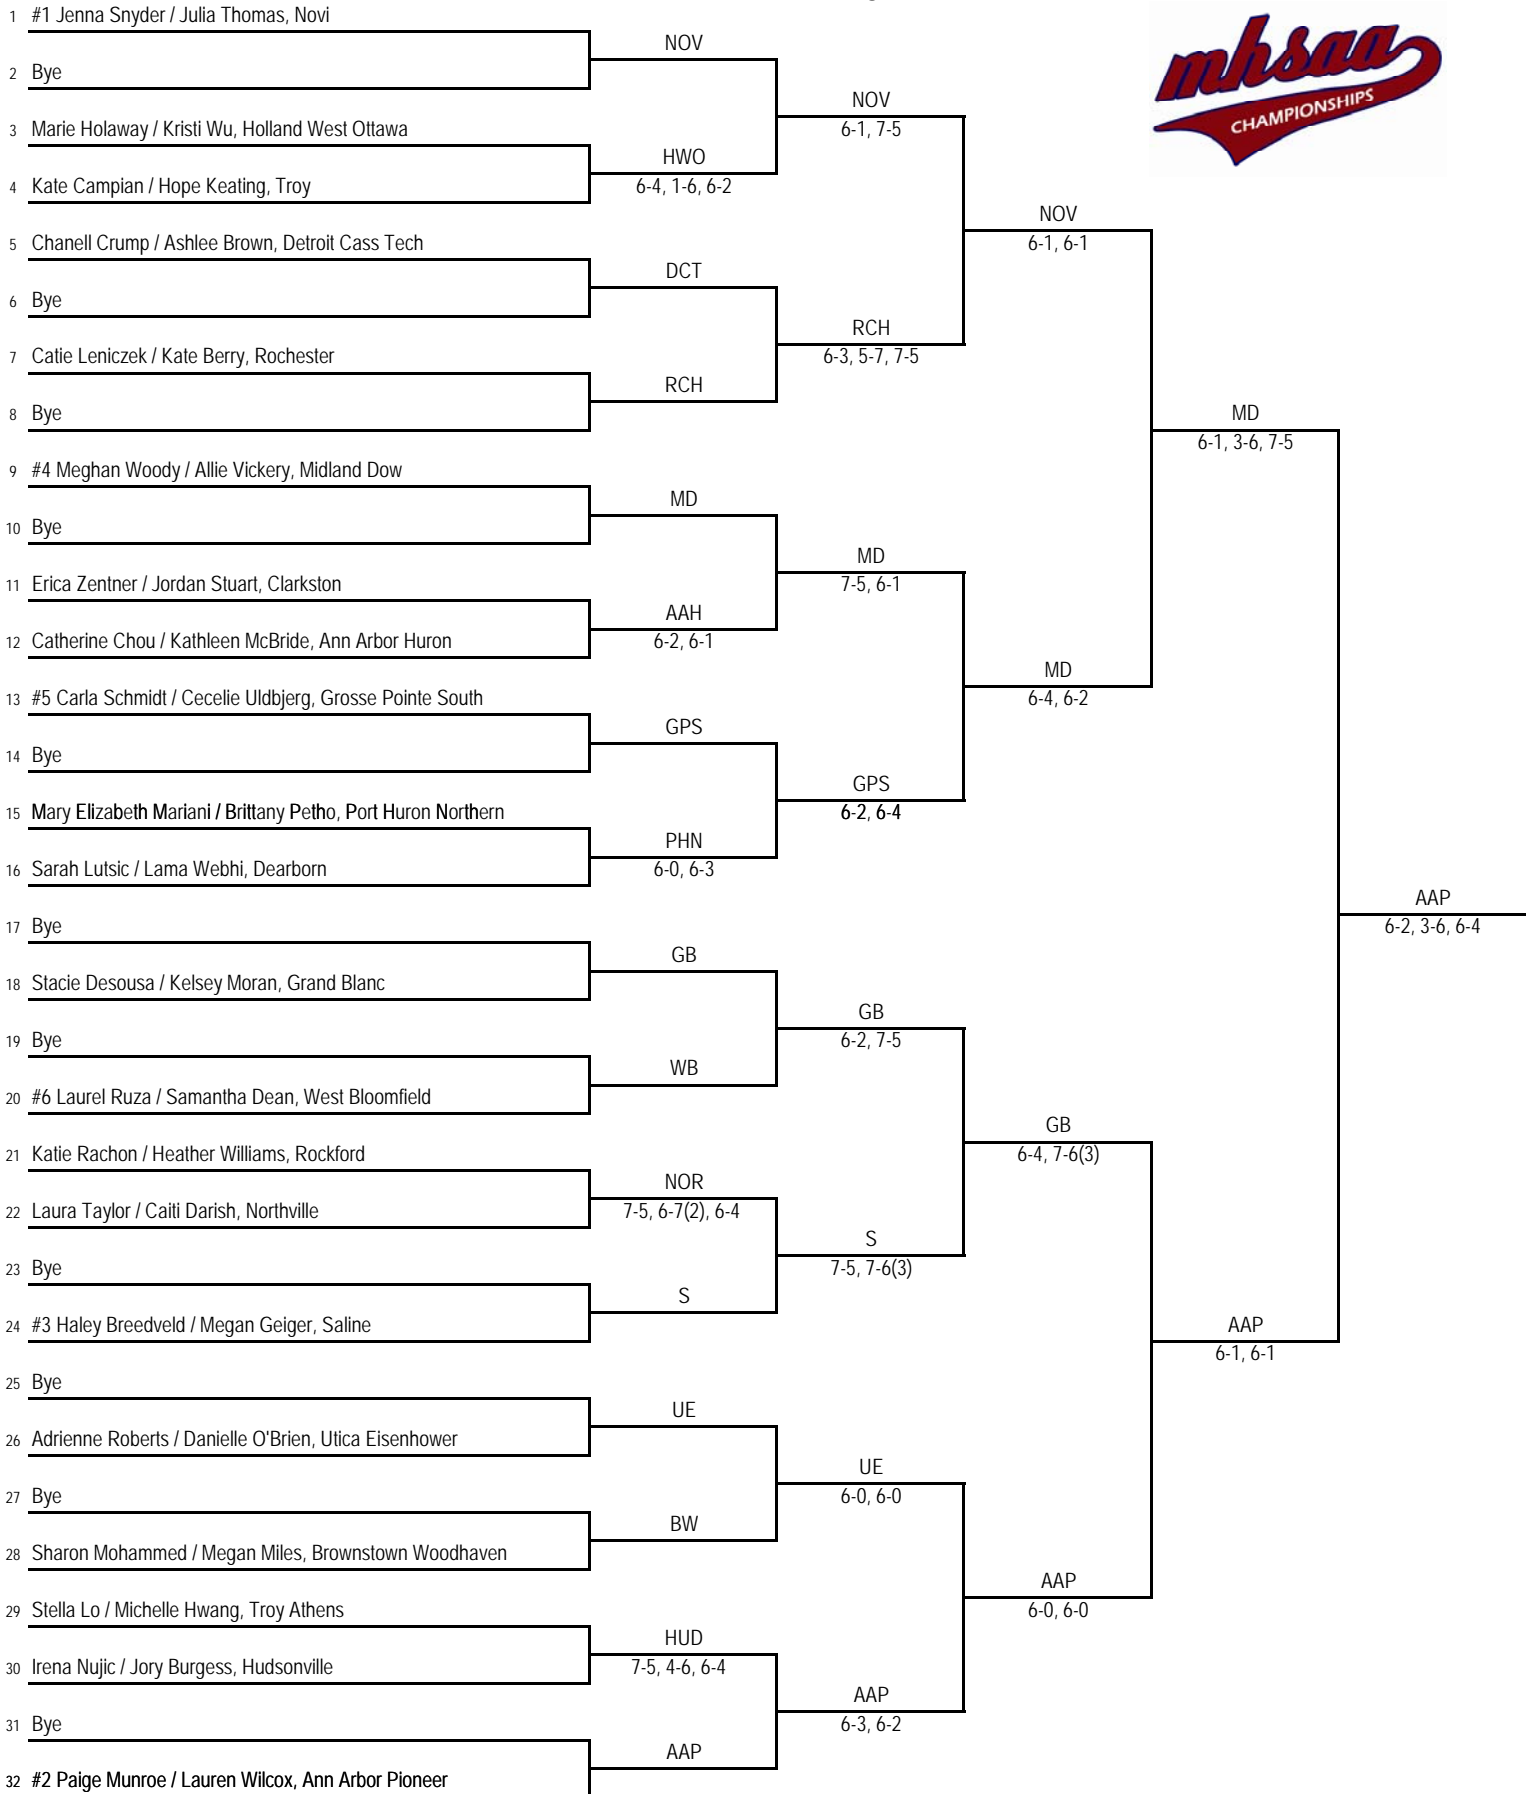 mhsaa
CHAMPIONSHIPS
1 #1 Jenna Snyder / Julia Thomas, Novi
NOV
2 Bye
NOV
6-1, 7-5
3 Marie Holaway / Kristi Wu, Holland West Ottawa
HWO
6-4, 1-6, 6-2
4 Kate Campian / Hope Keating, Troy
NOV
6-1, 6-1
5 Chanell Crump / Ashlee Brown, Detroit Cass Tech
DCT
6 Bye
RCH
6-3, 5-7, 7-5
7 Catie Leniczek / Kate Berry, Rochester
RCH
8 Bye
MD
6-1, 3-6, 7-5
9 #4 Meghan Woody / Allie Vickery, Midland Dow
MD
10 Bye
MD
7-5, 6-1
11 Erica Zentner / Jordan Stuart, Clarkston
AAH
6-2, 6-1
12 Catherine Chou / Kathleen McBride, Ann Arbor Huron
MD
6-4, 6-2
13 #5 Carla Schmidt / Cecelie Uldbjerg, Grosse Pointe South
GPS
14 Bye
GPS
6-2, 6-4
15 Mary Elizabeth Mariani / Brittany Petho, Port Huron Northern
PHN
6-0, 6-3
16 Sarah Lutsic / Lama Webhi, Dearborn
AAP
6-2, 3-6, 6-4
17 Bye
GB
18 Stacie Desousa / Kelsey Moran, Grand Blanc
GB
6-2, 7-5
19 Bye
WB
20 #6 Laurel Ruza / Samantha Dean, West Bloomfield
GB
6-4, 7-6(3)
21 Katie Rachon / Heather Williams, Rockford
NOR
7-5, 6-7(2), 6-4
22 Laura Taylor / Caiti Darish, Northville
S
7-5, 7-6(3)
23 Bye
S
24 #3 Haley Breedveld / Megan Geiger, Saline
AAP
6-1, 6-1
25 Bye
UE
26 Adrienne Roberts / Danielle O'Brien, Utica Eisenhower
UE
6-0, 6-0
27 Bye
BW
28 Sharon Mohammed / Megan Miles, Brownstown Woodhaven
AAP
6-0, 6-0
29 Stella Lo / Michelle Hwang, Troy Athens
HUD
7-5, 4-6, 6-4
30 Irena Nujic / Jory Burgess, Hudsonville
AAP
6-3, 6-2
31 Bye
AAP
32 #2 Paige Munroe / Lauren Wilcox, Ann Arbor Pioneer